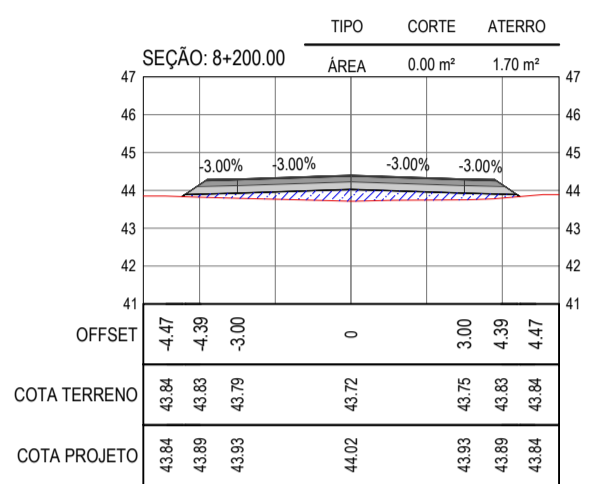 TIPO CORTE ATERRO
SEÇÃO: 8+200.00
ÁREA 0.00 m² 1.70 m²
47 47
46 46
45 45
-3.00% -3.00% -3.00% -3.00%
44 44
43 43
42 42
41 41
OFFSET -4.47 -4.39 -3.00 0 3.00 4.39 4.47
COTA TERRENO 43.84 43.83 43.79 43.72 43.75 43.83 43.84
COTA PROJETO 43.84 43.89 43.93 44.02 43.93 43.89 43.84